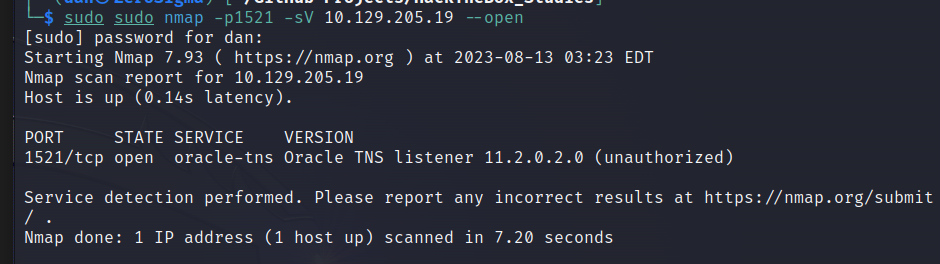 └─$ sudo sudo nmap -p1521 -sV 10.129.205.19 --open
[sudo] password for dan:
Starting Nmap 7.93 ( https://nmap.org ) at 2023-08-13 03:23 EDT
Nmap scan report for 10.129.205.19
Host is up (0.14s latency).
PORT     STATE SERVICE    VERSION
1521/tcp open  oracle-tns Oracle TNS listener 11.2.0.2.0 (unauthorized)
Service detection performed. Please report any incorrect results at https://nmap.org/submit
/ .
Nmap done: 1 IP address (1 host up) scanned in 7.20 seconds